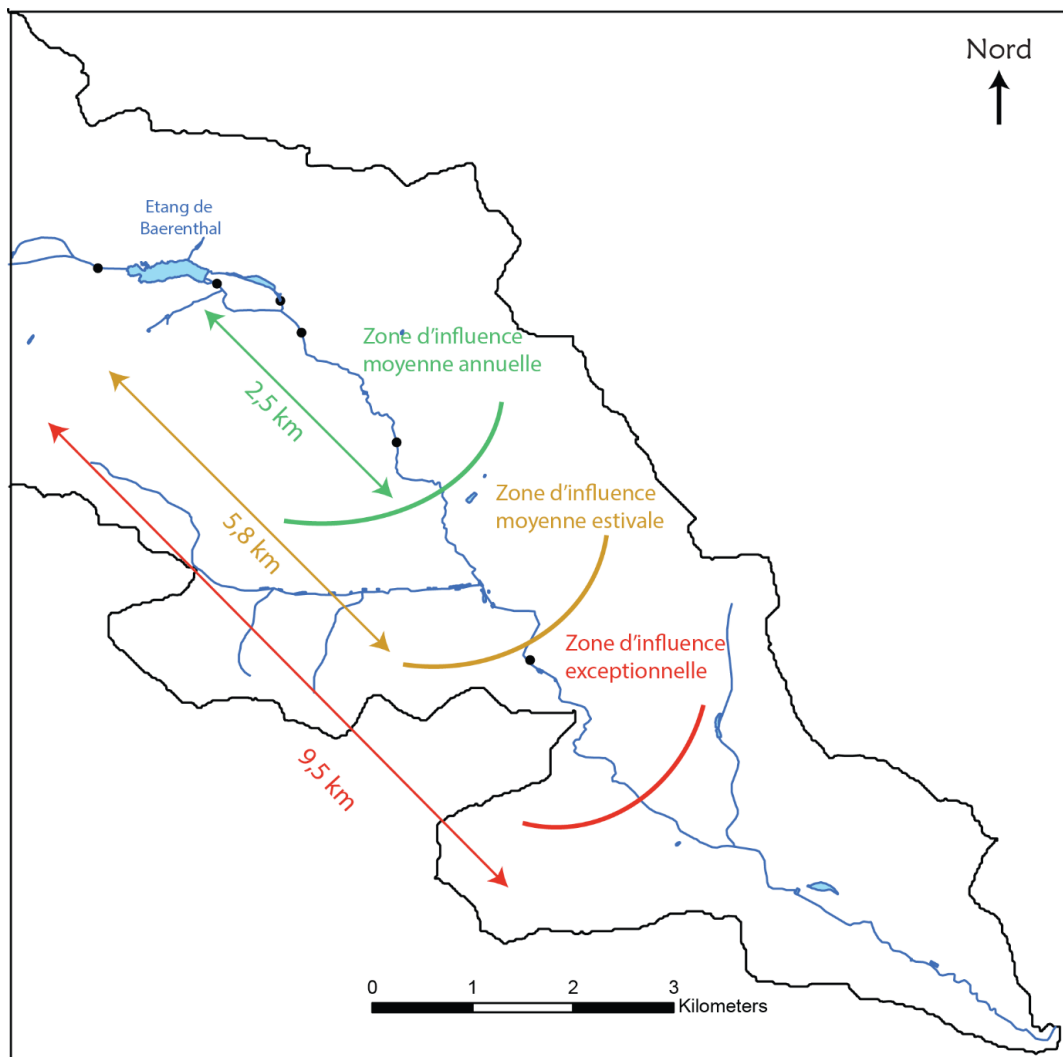 Nord
Etang de
Baerenthal
Zone d'influence
moyenne annuelle
2,5 km
Zone d'influence
moyenne estivale
5,8 km
Zone d'influence
exceptionnelle
9,5 km
0 1 2 3
Kilometers